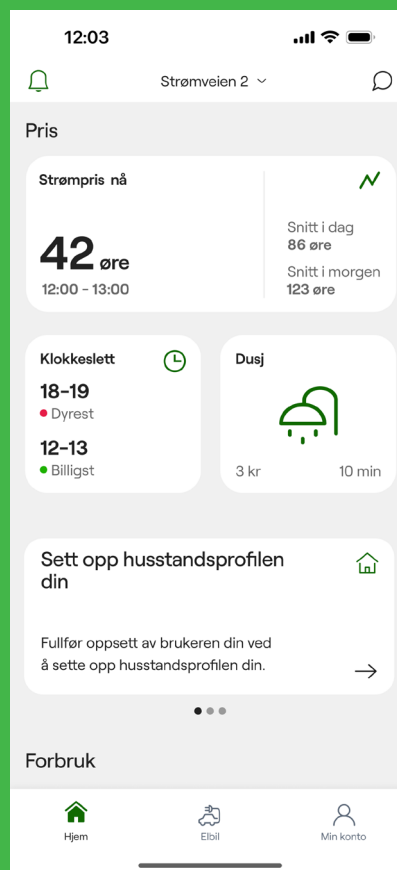 12:03
Strømveien 2
Pris
Strømpris nå
42 øre
12:00 - 13:00
Snitt i dag
86 øre
Snitt i morgen
123 øre
Klokkeslett
18-19
Dyrest
12-13
Billigst
Dusj
3 kr
10 min
Sett opp husstandsprofilen
din
Fullfør oppsett av brukeren din ved
å sette opp husstandsprofilen din.
Forbruk
Hjem
Elbil
Min konto